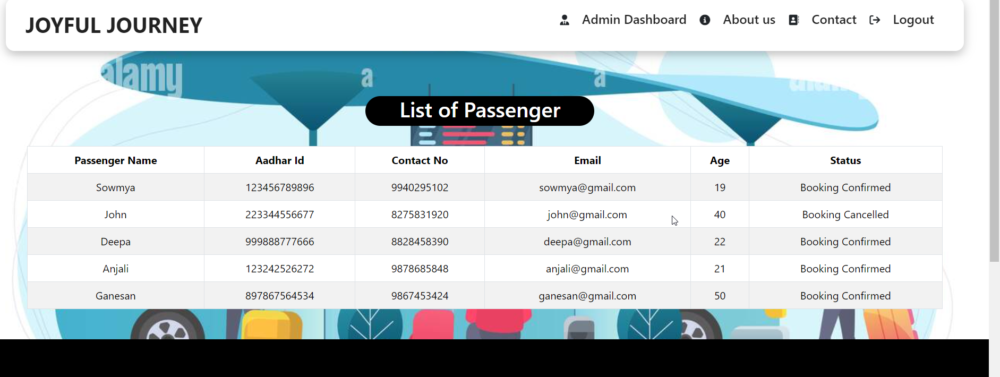 JOYFUL JOURNEY
Admin Dashboard About us Contact Logout
alamy a a
List of Passenger
Passenger Name Aadhar Id Contact No Email Age Status
Sowmya 123456789896 9940295102 sowmya@gmail.com 19 Booking Confirmed
John 223344556677 8275831920 john@gmail.com 40 Booking Cancelled
Deepa 999888777666 8828458390 deepa@gmail.com 22 Booking Confirmed
Anjali 123242526272 9878685848 anjali@gmail.com 21 Booking Confirmed
Ganesan 897867564534 9867453424 ganesan@gmail.com 50 Booking Confirmed